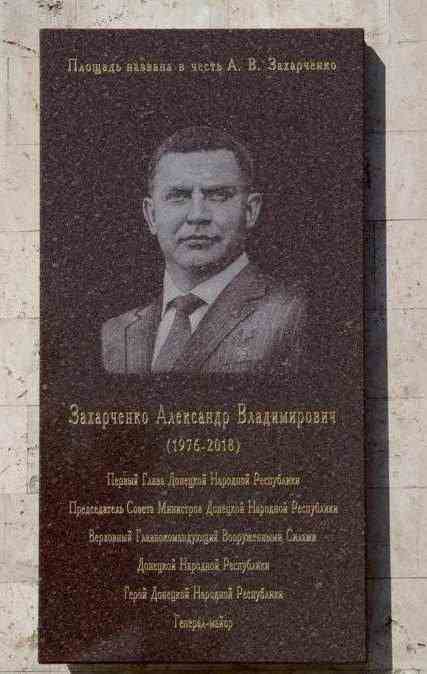 Площадь названа в честь А. В. Захарченко
Захарченко Александр Владимирович
(1976-2018)
Первый Глава Донецкой Народной Республики
Председатель Совета Министров Донецкой Народной Республики
Верховный Главнокомандующий Вооруженными Силами
Донецкой Народной Республики
Герой Донецкой Народной Республики
Генерал-майор